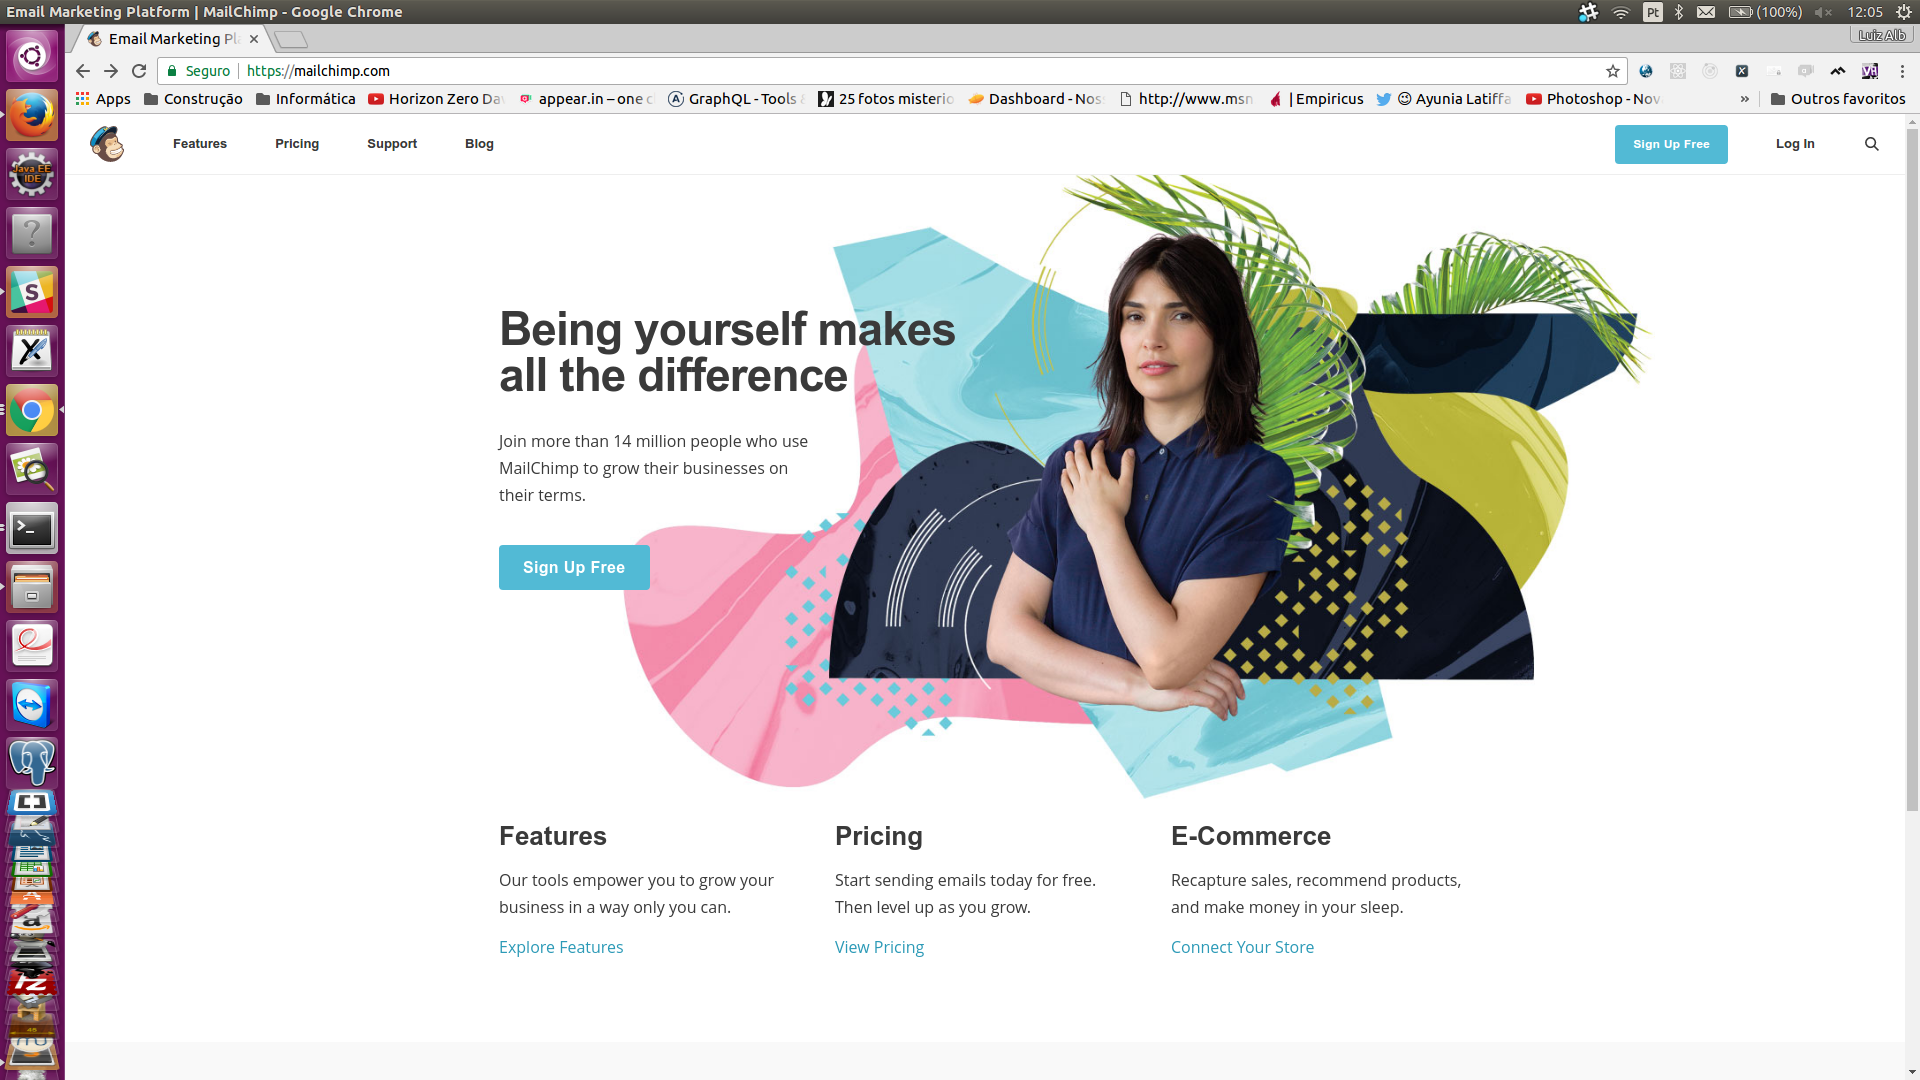 Email Marketing Platform | MailChimp - Google Chrome
Pt
(100%)
12:05
Email Marketing Pl
Luiz Alb
Seguro
https://mailchimp.com
Apps
Construção
Informática
Horizon Zero Da
appear.in – one c
GraphQL - Tools
25 fotos misterio
Dashboard - Nos
http://www.msn
| Empiricus
Ayunia Latiffa
Photoshop - Nov
»
Outros favoritos
Features
Pricing
Support
Blog
Sign Up Free
Log In
Java EE
IDE
Being yourself makes
all the difference
Join more than 14 million people who use
MailChimp to grow their businesses on
their terms.
Sign Up Free
Features
Our tools empower you to grow your
business in a way only you can.
Explore Features
Pricing
Start sending emails today for free.
Then level up as you grow.
View Pricing
E-Commerce
Recapture sales, recommend products,
and make money in your sleep.
Connect Your Store